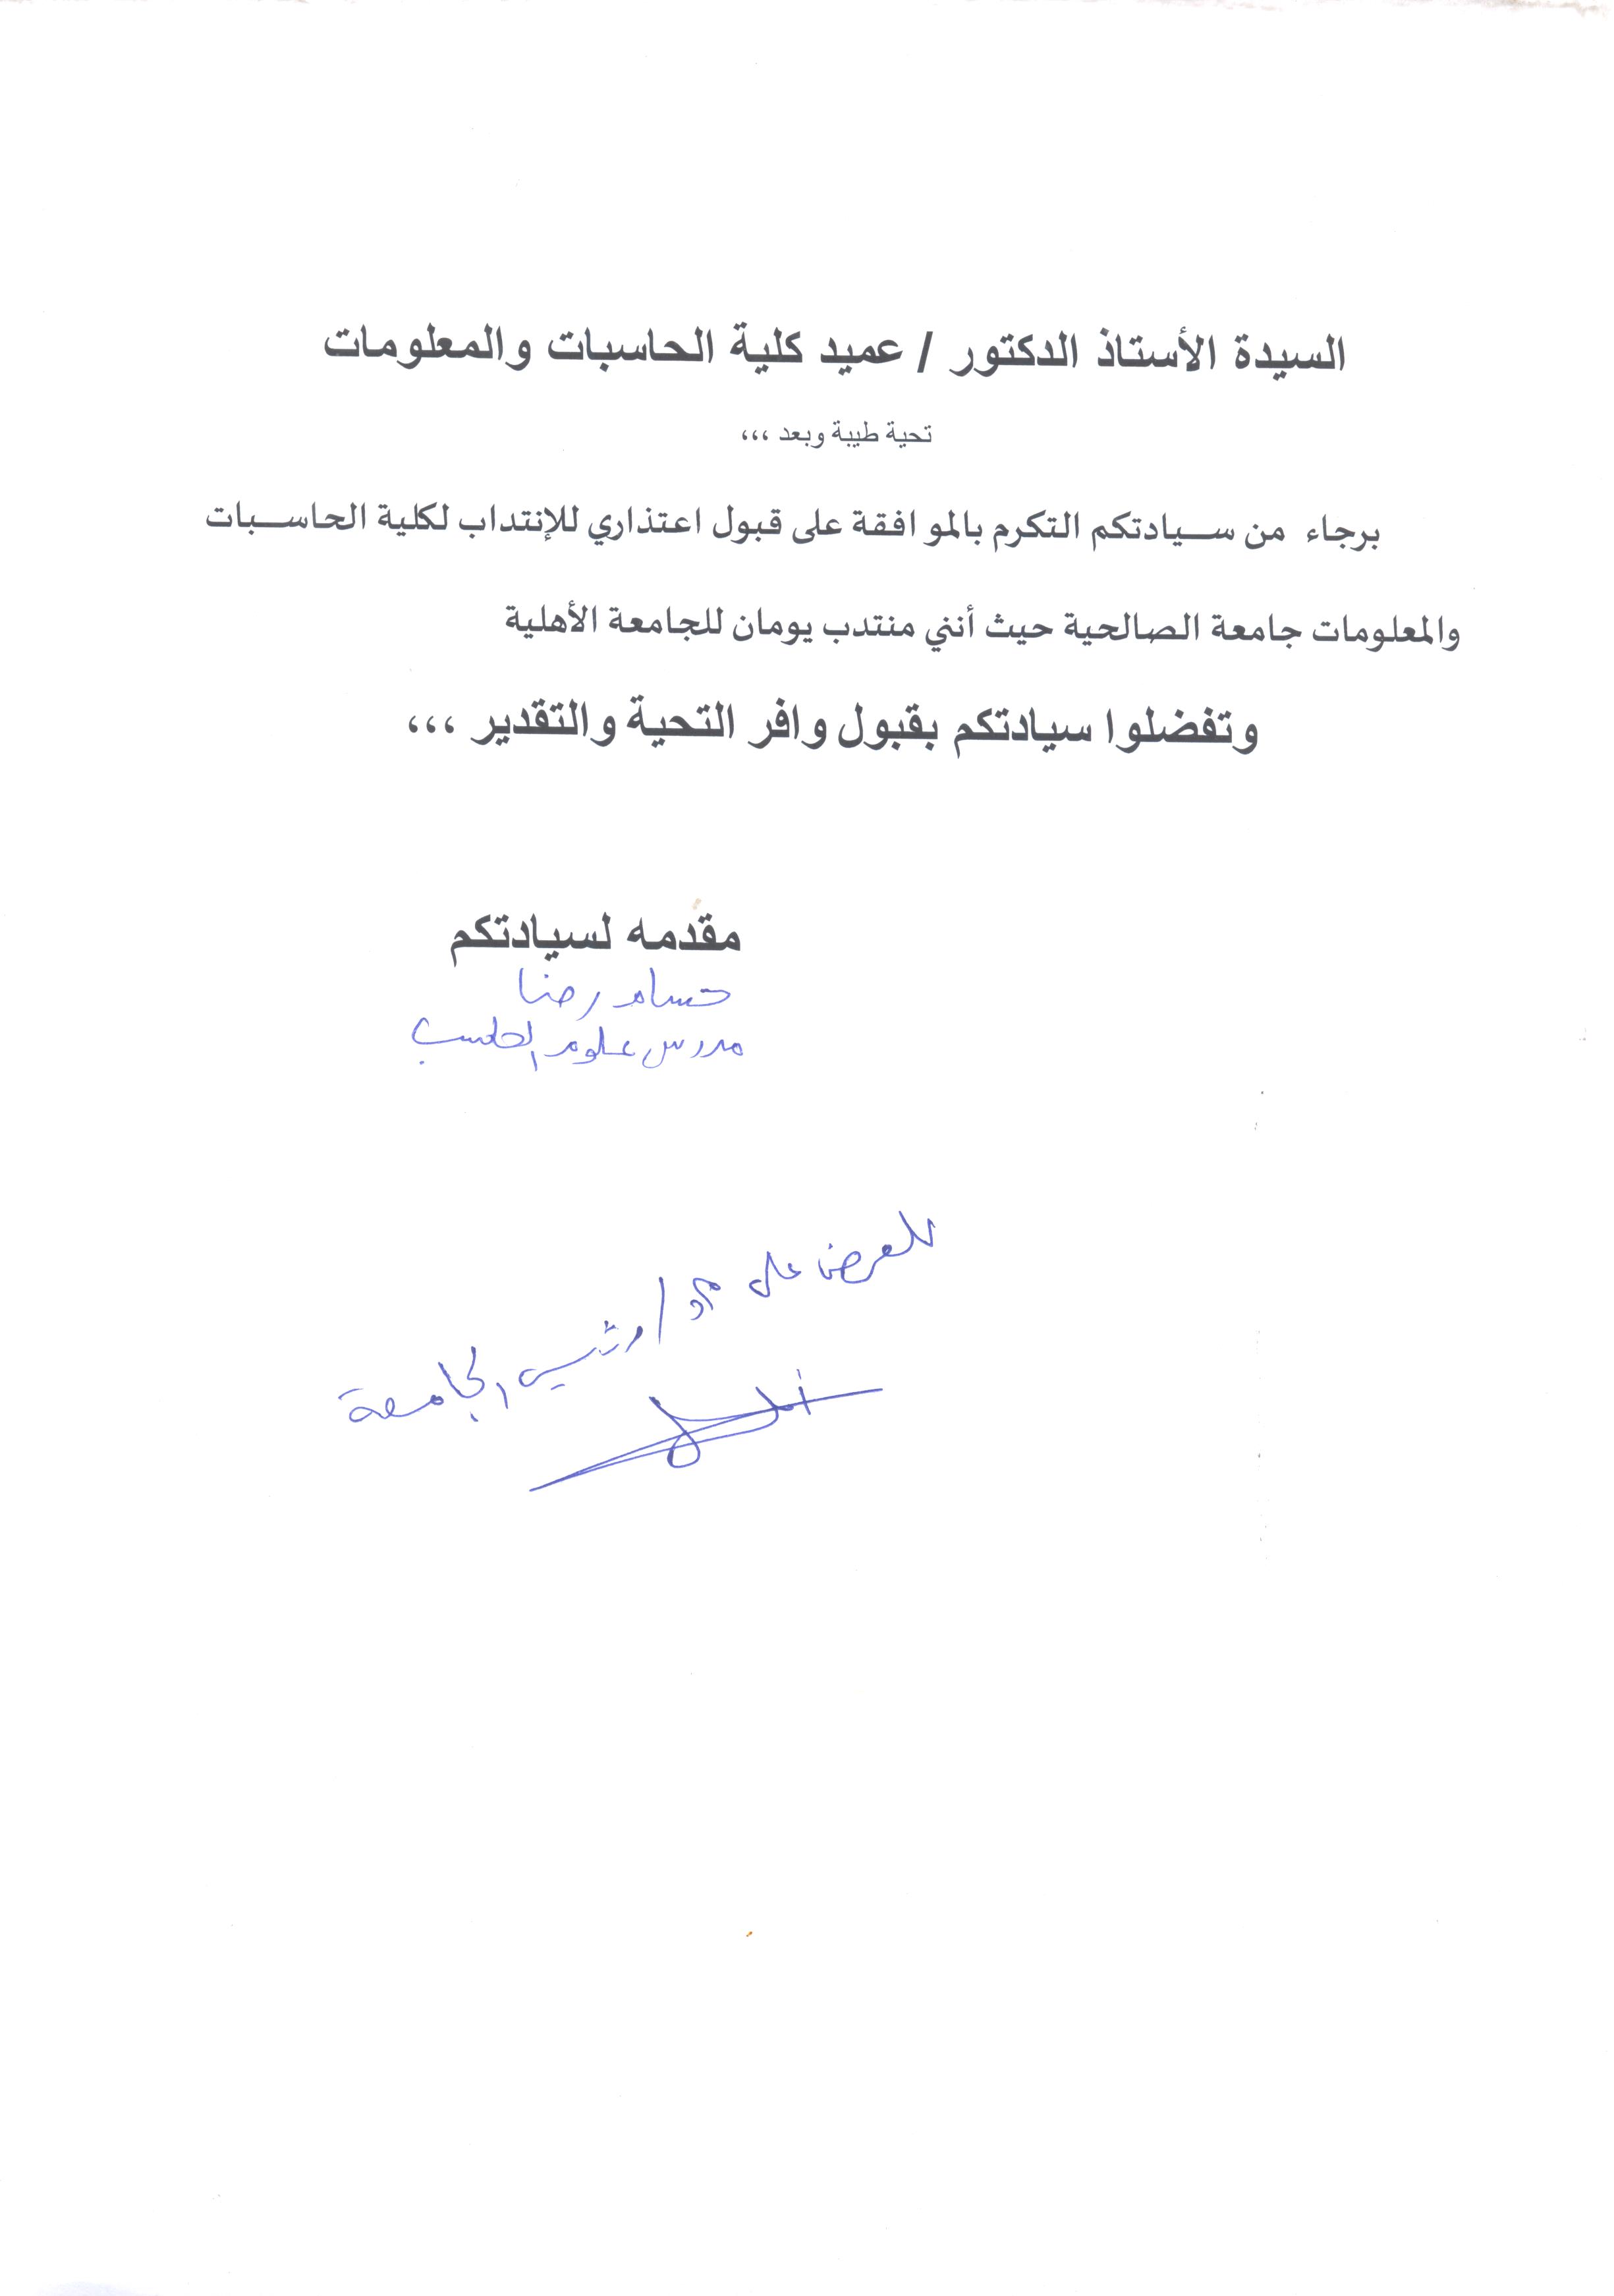 السيدة الأستاذ الدكتور / عميد كلية الحاسبات والمعلومات
تحية طيبة وبعد ،،،
برجاء من سيادتكم التكرم بالموافقة على قبول اعتذاري للإنتداب لكلية الحاسبات
والمعلومات جامعة الصالحية حيث أنني منتدب يومان للجامعة الأهلية
وتفضلوا سيادتكم بقبول وافر التحية والتقدير ،،،
مقدمه لسيادتكم
حسام رضا
مدرس علوم الحاسب
للعرض على أ.د/ رئيس الجامعة